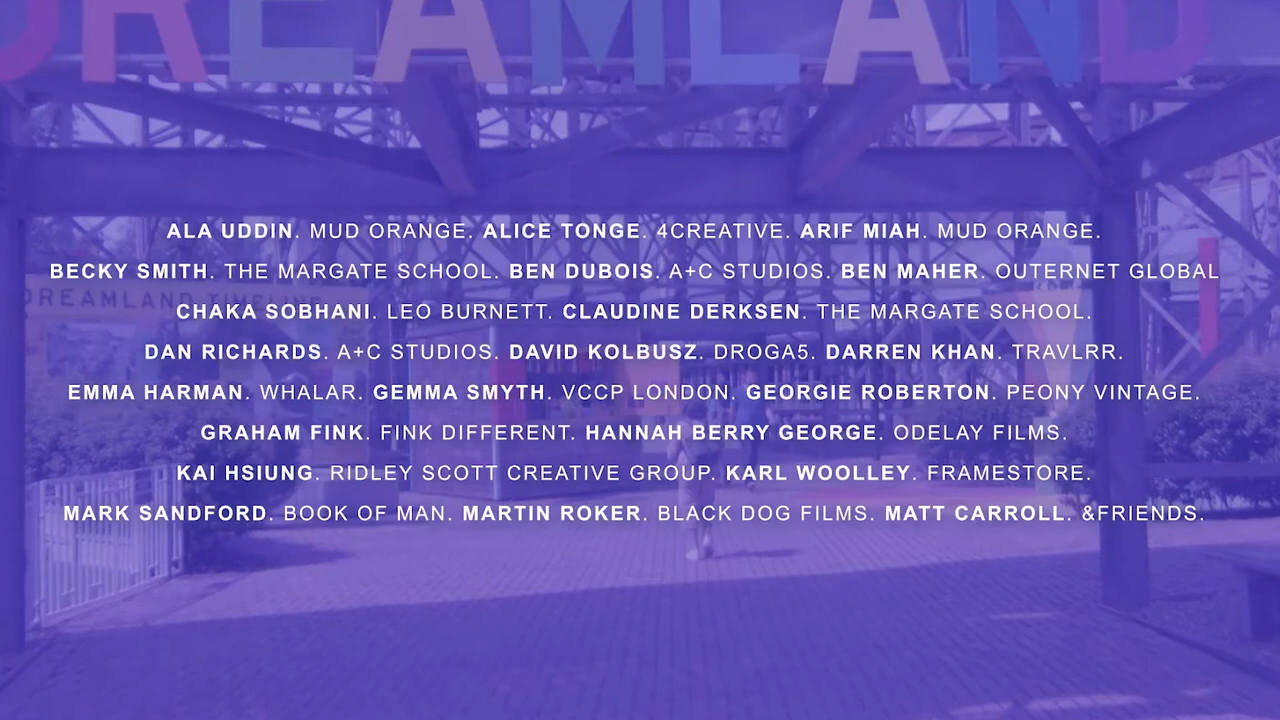 DREAMLAND
ALA UDDIN. MUD ORANGE. ALICE TONGE. 4CREATIVE. ARIF MIAH. MUD ORANGE.
BECKY SMITH. THE MARGATE SCHOOL. BEN DUBOIS. A+C STUDIOS. BEN MAHER. OUTERNET GLOBAL
DREAMLAND TIMELINE
CHAKA SOBHANI. LEO BURNETT. CLAUDINE DERKSEN. THE MARGATE SCHOOL.
DAN RICHARDS. A+C STUDIOS. DAVID KOLBUSZ. DROGA5. DARREN KHAN. TRAVLRR.
EMMA HARMAN. WHALAR. GEMMA SMYTH. VCCP LONDON. GEORGIE ROBERTON. PEONY VINTAGE.
GRAHAM FINK. FINK DIFFERENT. HANNAH BERRY GEORGE. ODELAY FILMS.
KAI HSIUNG. RIDLEY SCOTT CREATIVE GROUP. KARL WOOLLEY. FRAMESTORE.
MARK SANDFORD. BOOK OF MAN. MARTIN ROKER. BLACK DOG FILMS. MATT CARROLL. &FRIENDS.